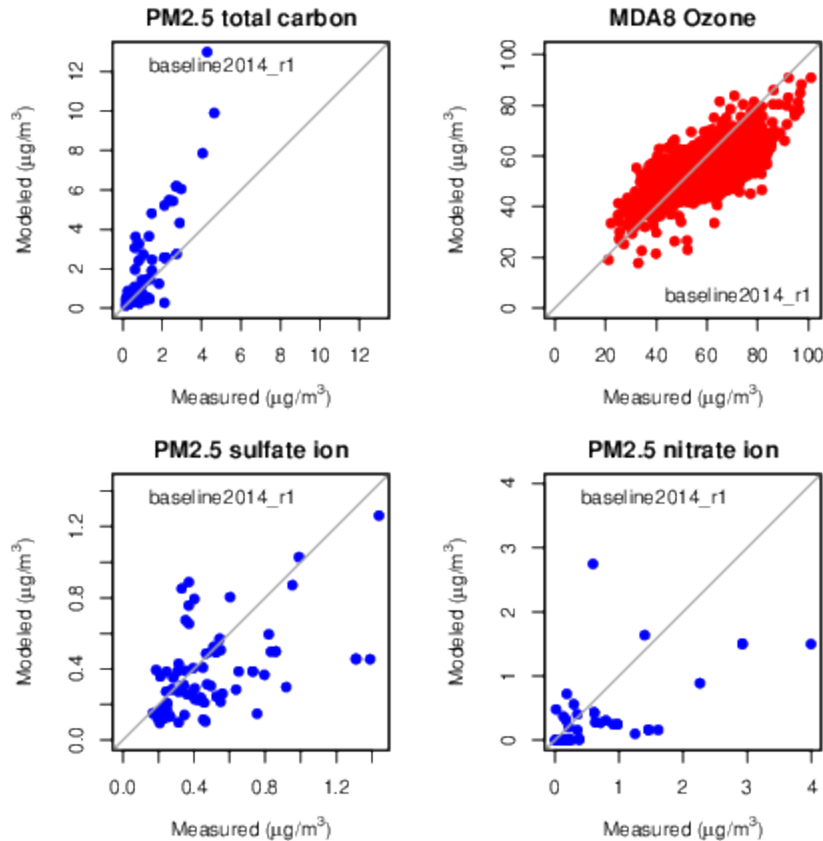 PM2.5 total carbon
baseline2014_r1
Modeled (μg/m³)
12
10
8
6
4
2
0
0 2 4 6 8 10 12
Measured (μg/m³)
MDA8 Ozone
Modeled (μg/m³)
100
80
60
40
20
0
baseline2014_r1
0 20 40 60 80 100
Measured (μg/m³)
PM2.5 sulfate ion
baseline2014_r1
Modeled (μg/m³)
1.2
0.8
0.4
0.0
0.0 0.4 0.8 1.2
Measured (μg/m³)
PM2.5 nitrate ion
baseline2014_r1
Modeled (μg/m³)
4
3
2
1
0
0 1 2 3 4
Measured (μg/m³)